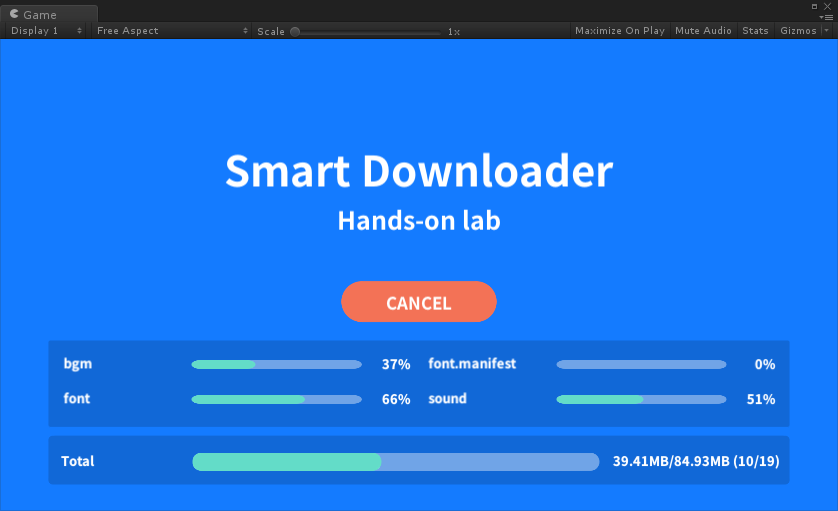 Game
Display 1 Free Aspect Scale 1x Maximize On Play Mute Audio Stats Gizmos
Smart Downloader
Hands-on lab
CANCEL
bgm 37% font.manifest 0%
font 66% sound 51%
Total 39.41MB/84.93MB (10/19)